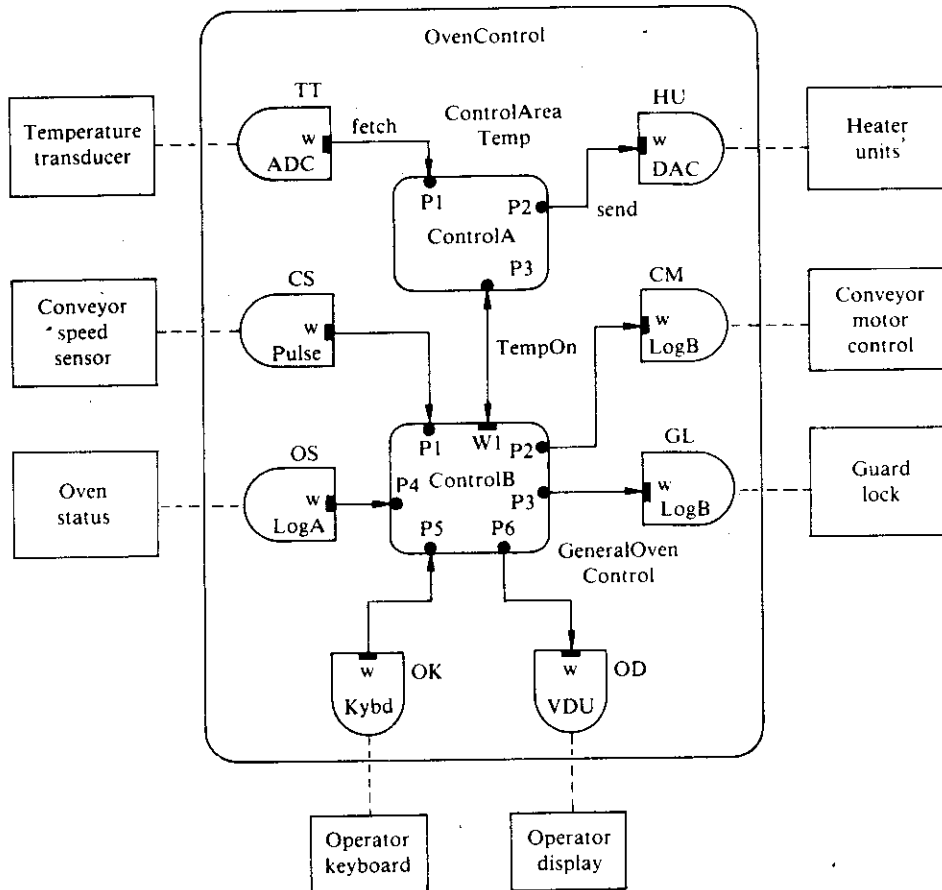 OvenControl
TT
HU
Temperature
transducer
w
ADC
fetch
ControlArea
Temp
w
DAC
Heater
units
P1
P2
send
ControlA
P3
CS
CM
Conveyor
speed
sensor
w
Pulse
TempOn
w
LogB
Conveyor
motor
control
P1
W1
P2
OS
GL
Oven
status
w
LogA
P4
ControlB
P3
w
LogB
Guard
lock
P5
P6
GeneralOven
Control
w
OK
w
OD
Kybd
VDU
Operator
keyboard
Operator
display